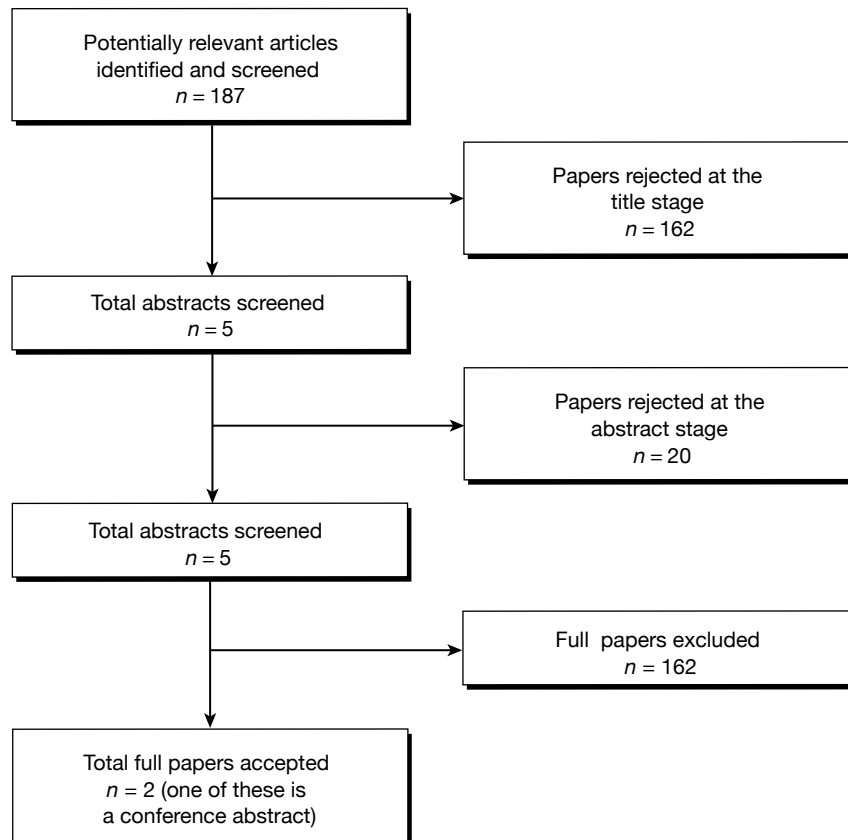 Potentially relevant articles
identified and screened
n = 187
Papers rejected at the
title stage
n = 162
Total abstracts screened
n = 5
Papers rejected at the
abstract stage
n = 20
Total abstracts screened
n = 5
Full papers excluded
n = 162
Total full papers accepted
n = 2 (one of these is
a conference abstract)